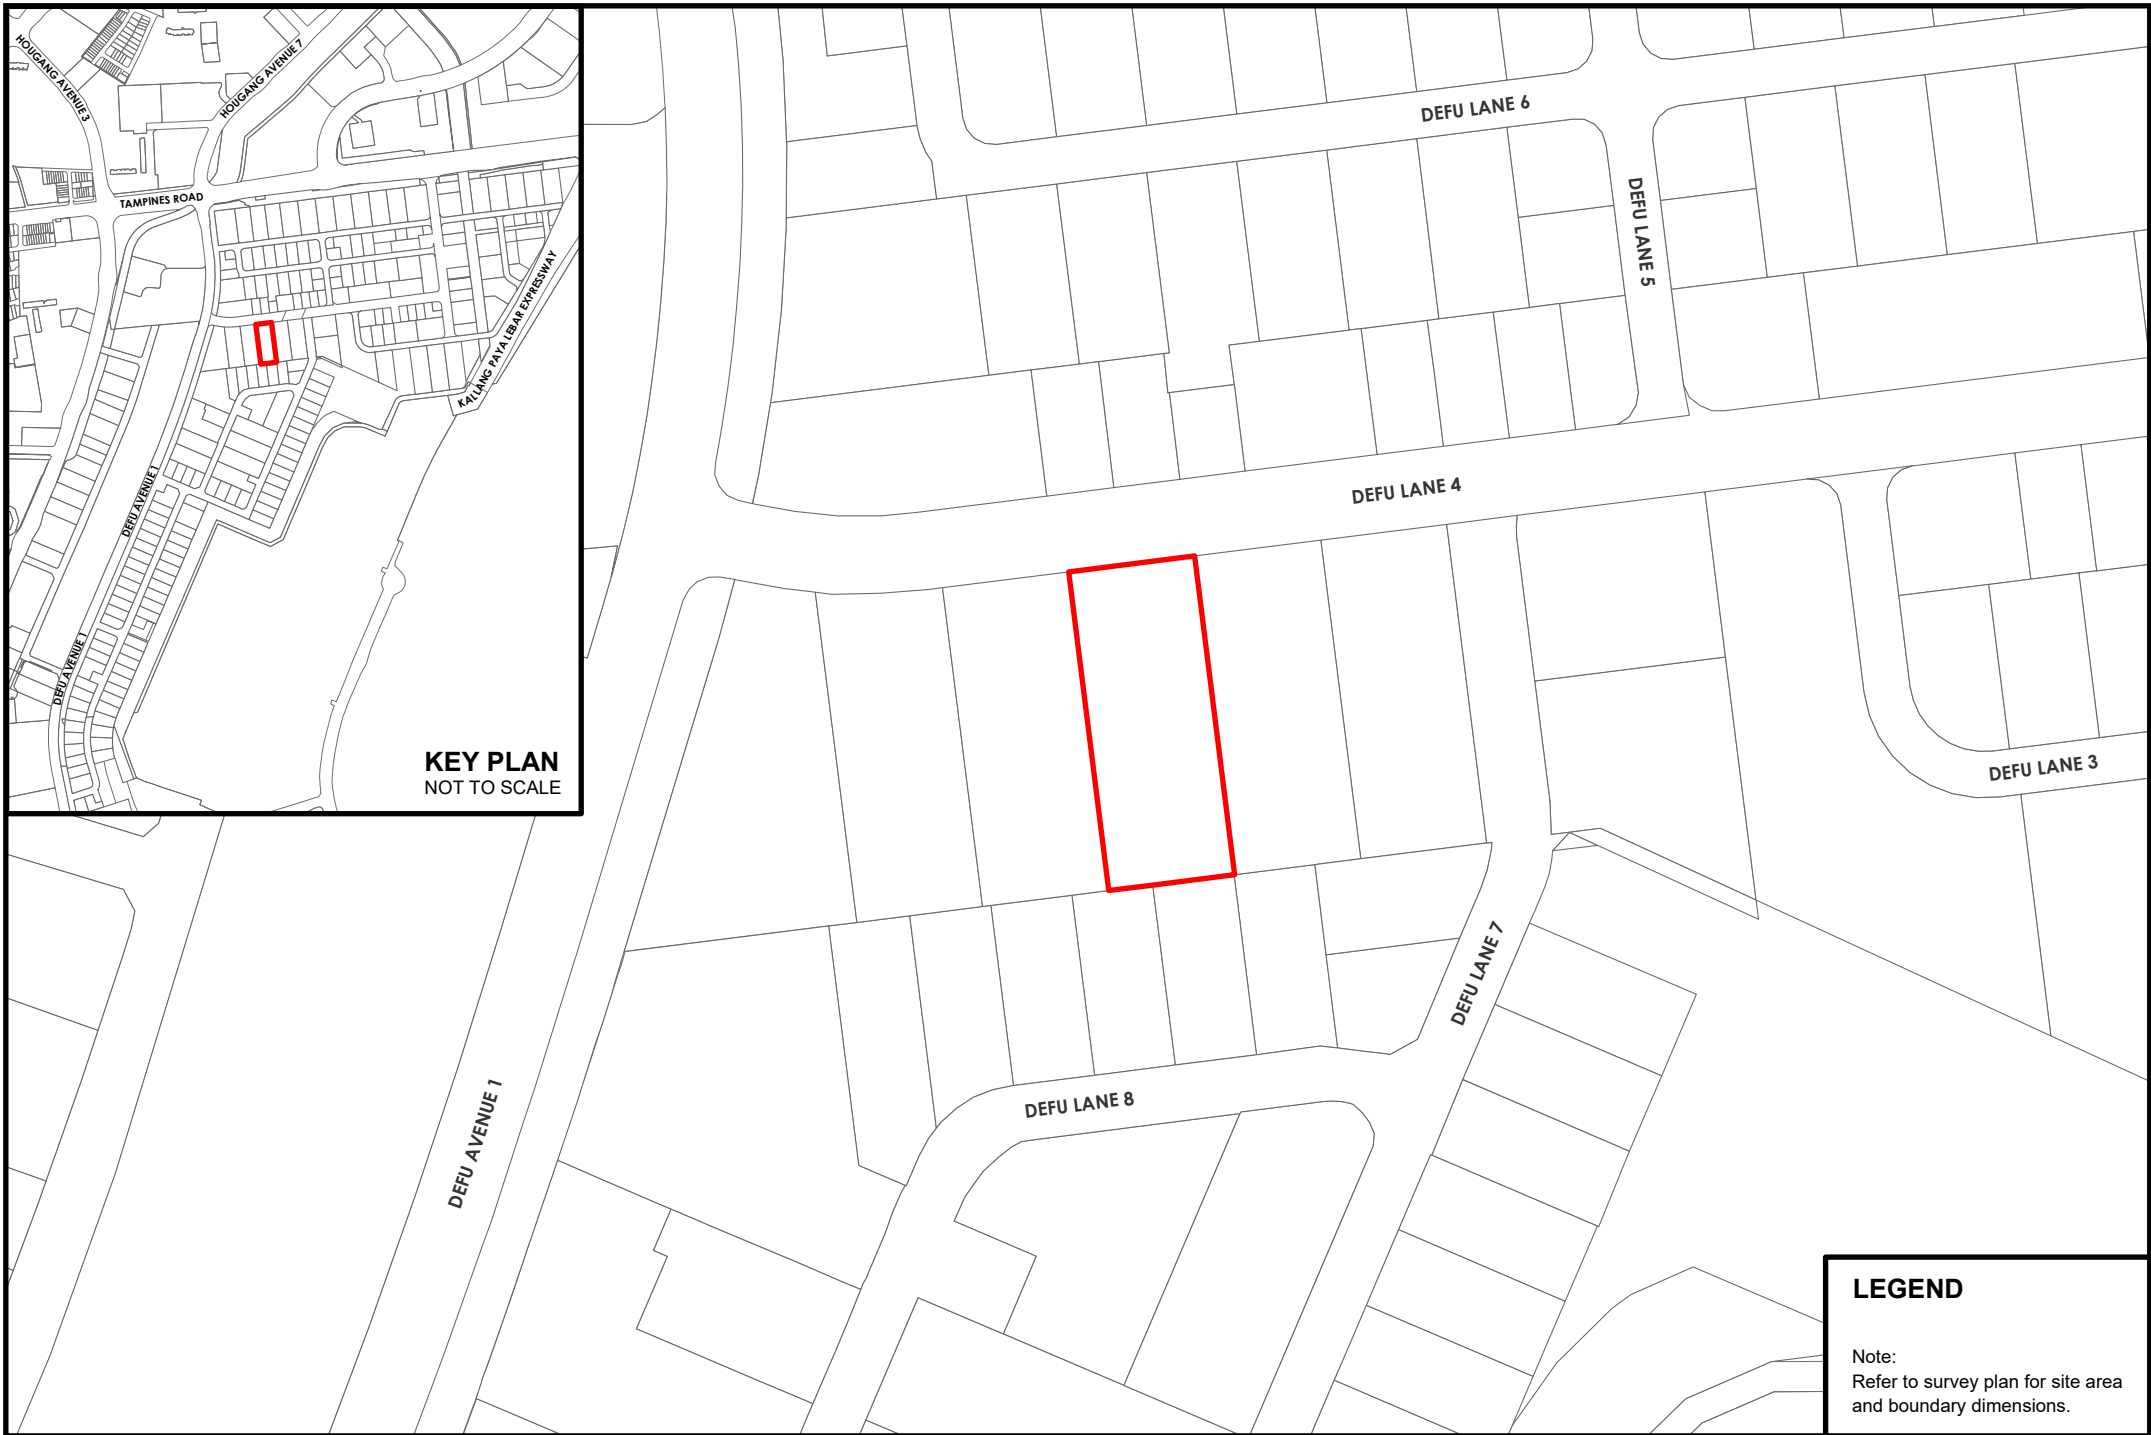 HOUGANG AVENUE 3
HOUGANG AVENUE 7
TAMPINES ROAD
KALLANG PAYA LEBAR EXPRESSWAY
DEFU AVENUE 1
DEFU AVENUE 1
KEY PLAN
NOT TO SCALE
DEFU LANE 6
DEFU LANE 5
DEFU LANE 4
DEFU LANE 3
DEFU LANE 7
DEFU LANE 8
DEFU AVENUE 1
LEGEND
Note:
Refer to survey plan for site area
and boundary dimensions.